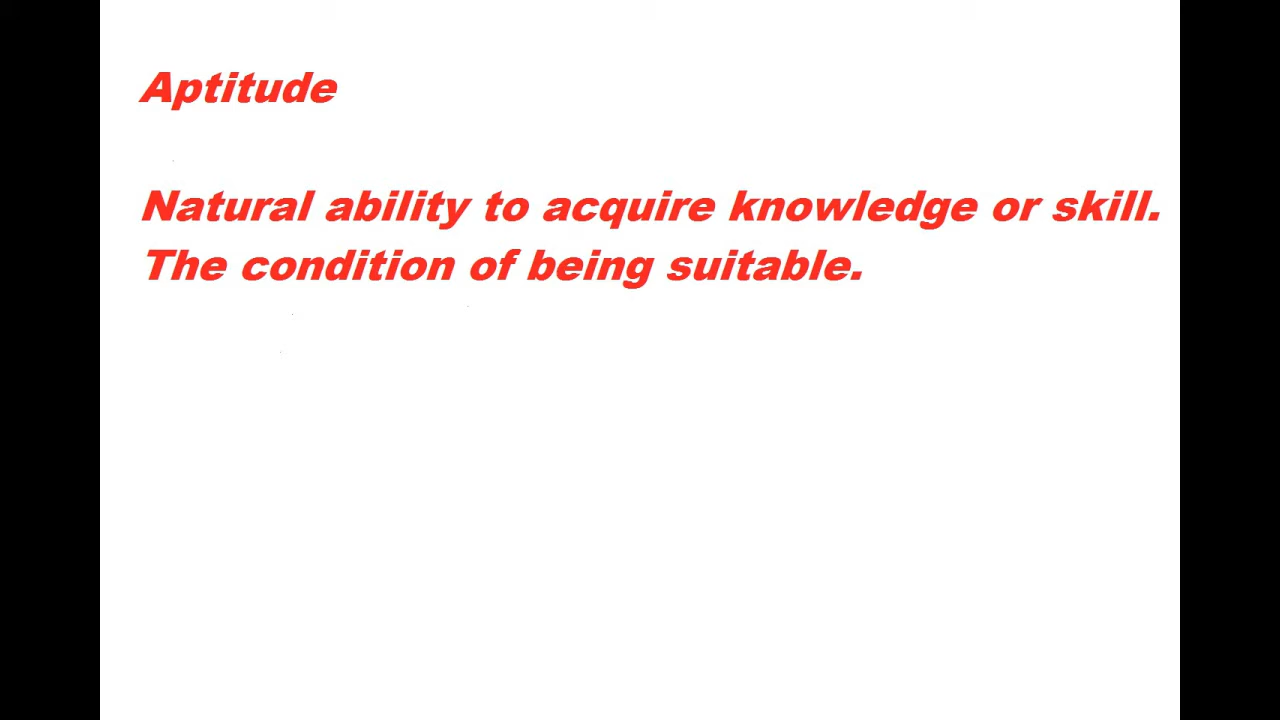 Aptitude
Natural ability to acquire knowledge or skill.
The condition of being suitable.